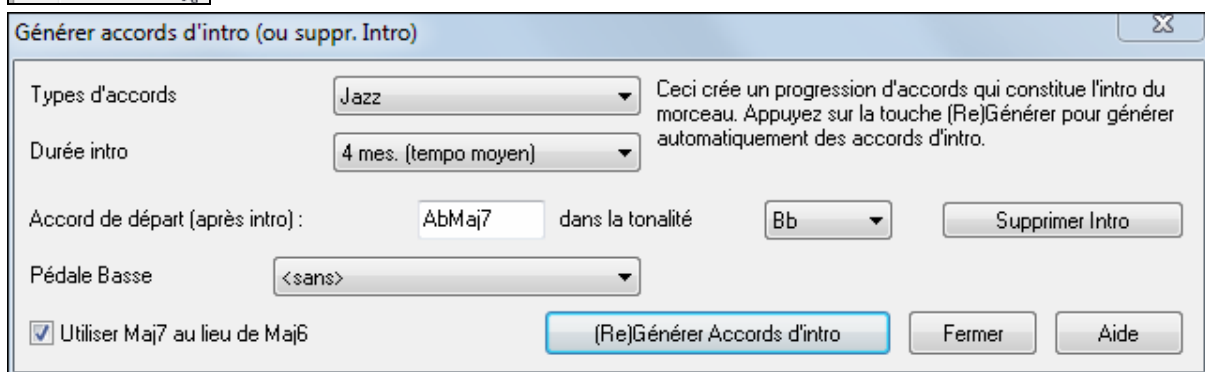 Générer accords d'intro (ou suppr. Intro)
Types d'accords
Jazz
Ceci crée un progression d'accords qui constitue l'intro du
morceau. Appuyez sur la touche (Re)Générer pour générer
automatiquement des accords d'intro.
Durée intro
4 mes. (tempo moyen)
Accord de départ (après intro) :
AbMaj7
dans la tonalité
Bb
Supprimer Intro
Pédale Basse
<sans>
Utiliser Maj7 au lieu de Maj6
(Re)Générer Accords d'intro
Fermer
Aide